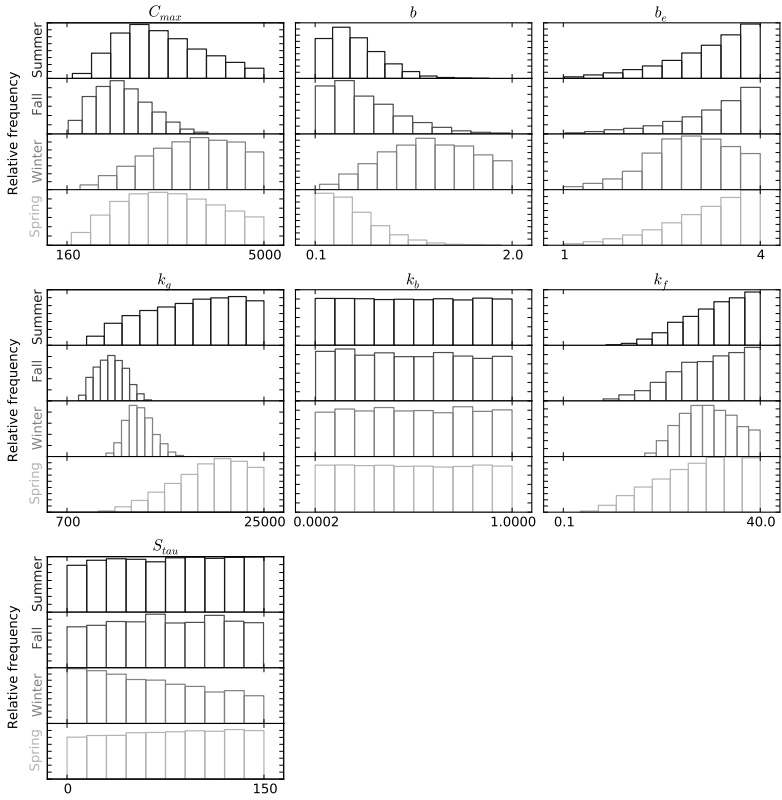 C_max b b_e
Relative frequency
Summer
Fall
Winter
Spring
160 5000 0.1 2.0 1 4
k_g k_b k_f
Relative frequency
Summer
Fall
Winter
Spring
700 25000 0.0002 1.0000 0.1 40.0
S_tau
Relative frequency
Summer
Fall
Winter
Spring
0 150